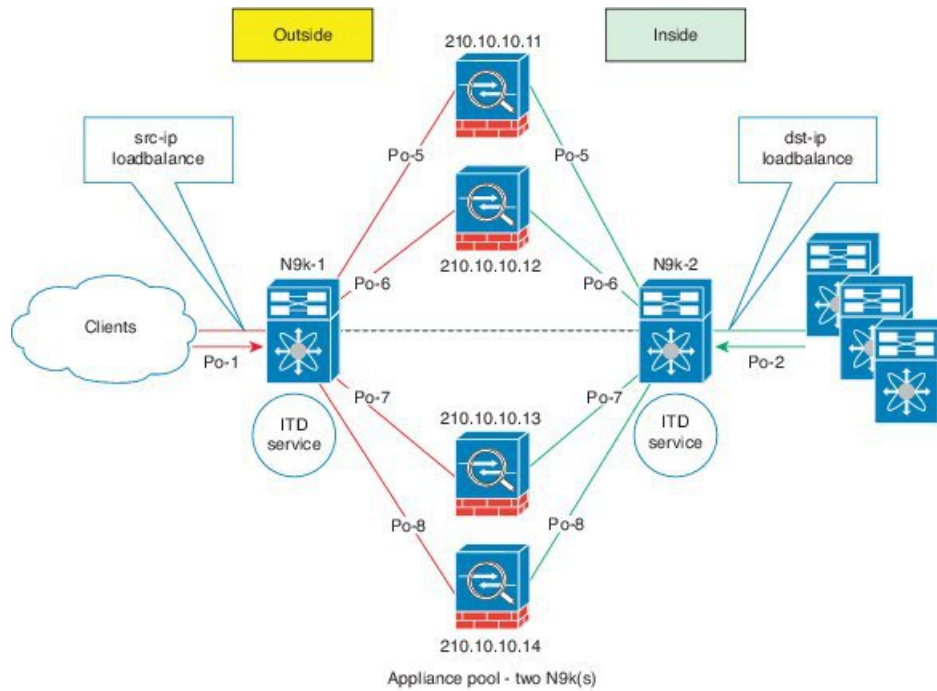 Outside
210.10.10.11
Inside
src-ip
loadbalance
dst-ip
loadbalance
Po-5
Po-5
N9k-1
210.10.10.12
N9k-2
Po-6
Po-6
Clients
Po-1
Po-2
Po-7
210.10.10.13
Po-7
ITD
service
ITD
service
Po-8
Po-8
210.10.10.14
Appliance pool - two N9k(s)